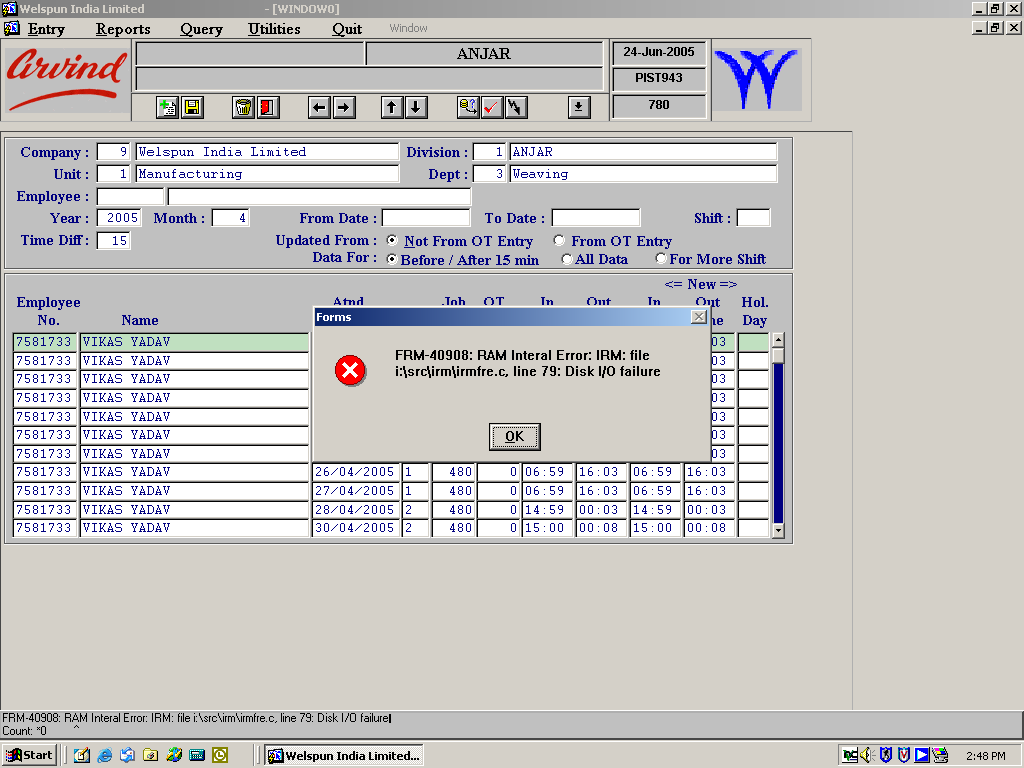 Welspun India Limited - [WINDOW0]
Entry Reports Query Utilities Quit Window
arvind
ANJAR
24-Jun-2005
PIST943
780
Company : 9 Welspun India Limited Division : 1 ANJAR
Unit : 1 Manufacturing Dept : 3 Weaving
Employee :
Year : 2005 Month : 4 From Date : To Date : Shift :
Time Diff : 15 Updated From : Not From OT Entry From OT Entry
Data For : Before / After 15 min All Data For More Shift
<= New =>
Employee Atnd Job OT In Out In Out Hol.
No. Name Day
7581733 VIKAS YADAV :03
7581733 VIKAS YADAV :03
7581733 VIKAS YADAV :03
7581733 VIKAS YADAV :03
7581733 VIKAS YADAV :03
7581733 VIKAS YADAV :03
7581733 VIKAS YADAV :03
7581733 VIKAS YADAV 26/04/2005 1 480 0 06:59 16:03 06:59 16:03
7581733 VIKAS YADAV 27/04/2005 1 480 0 06:59 16:03 06:59 16:03
7581733 VIKAS YADAV 28/04/2005 2 480 0 14:59 00:03 14:59 00:03
7581733 VIKAS YADAV 30/04/2005 2 480 0 15:00 00:08 15:00 00:08
Forms
FRM-40908: RAM Interal Error: IRM: file
i:\src\irm\irmfre.c, line 79: Disk I/O failure
OK
FRM-40908: RAM Interal Error: IRM: file i:\src\irm\irmfre.c, line 79: Disk I/O failure
Count: *0 ^
Start Welspun India Limited... 2:48 PM